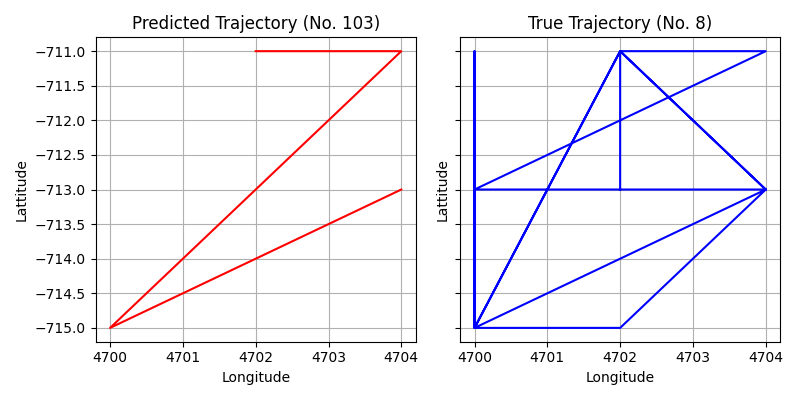 Predicted Trajectory (No. 103)
True Trajectory (No. 8)
Lattitude
−711.0
−711.5
−712.0
−712.5
−713.0
−713.5
−714.0
−714.5
−715.0
4700 4701 4702 4703 4704
Longitude
Lattitude
4700 4701 4702 4703 4704
Longitude